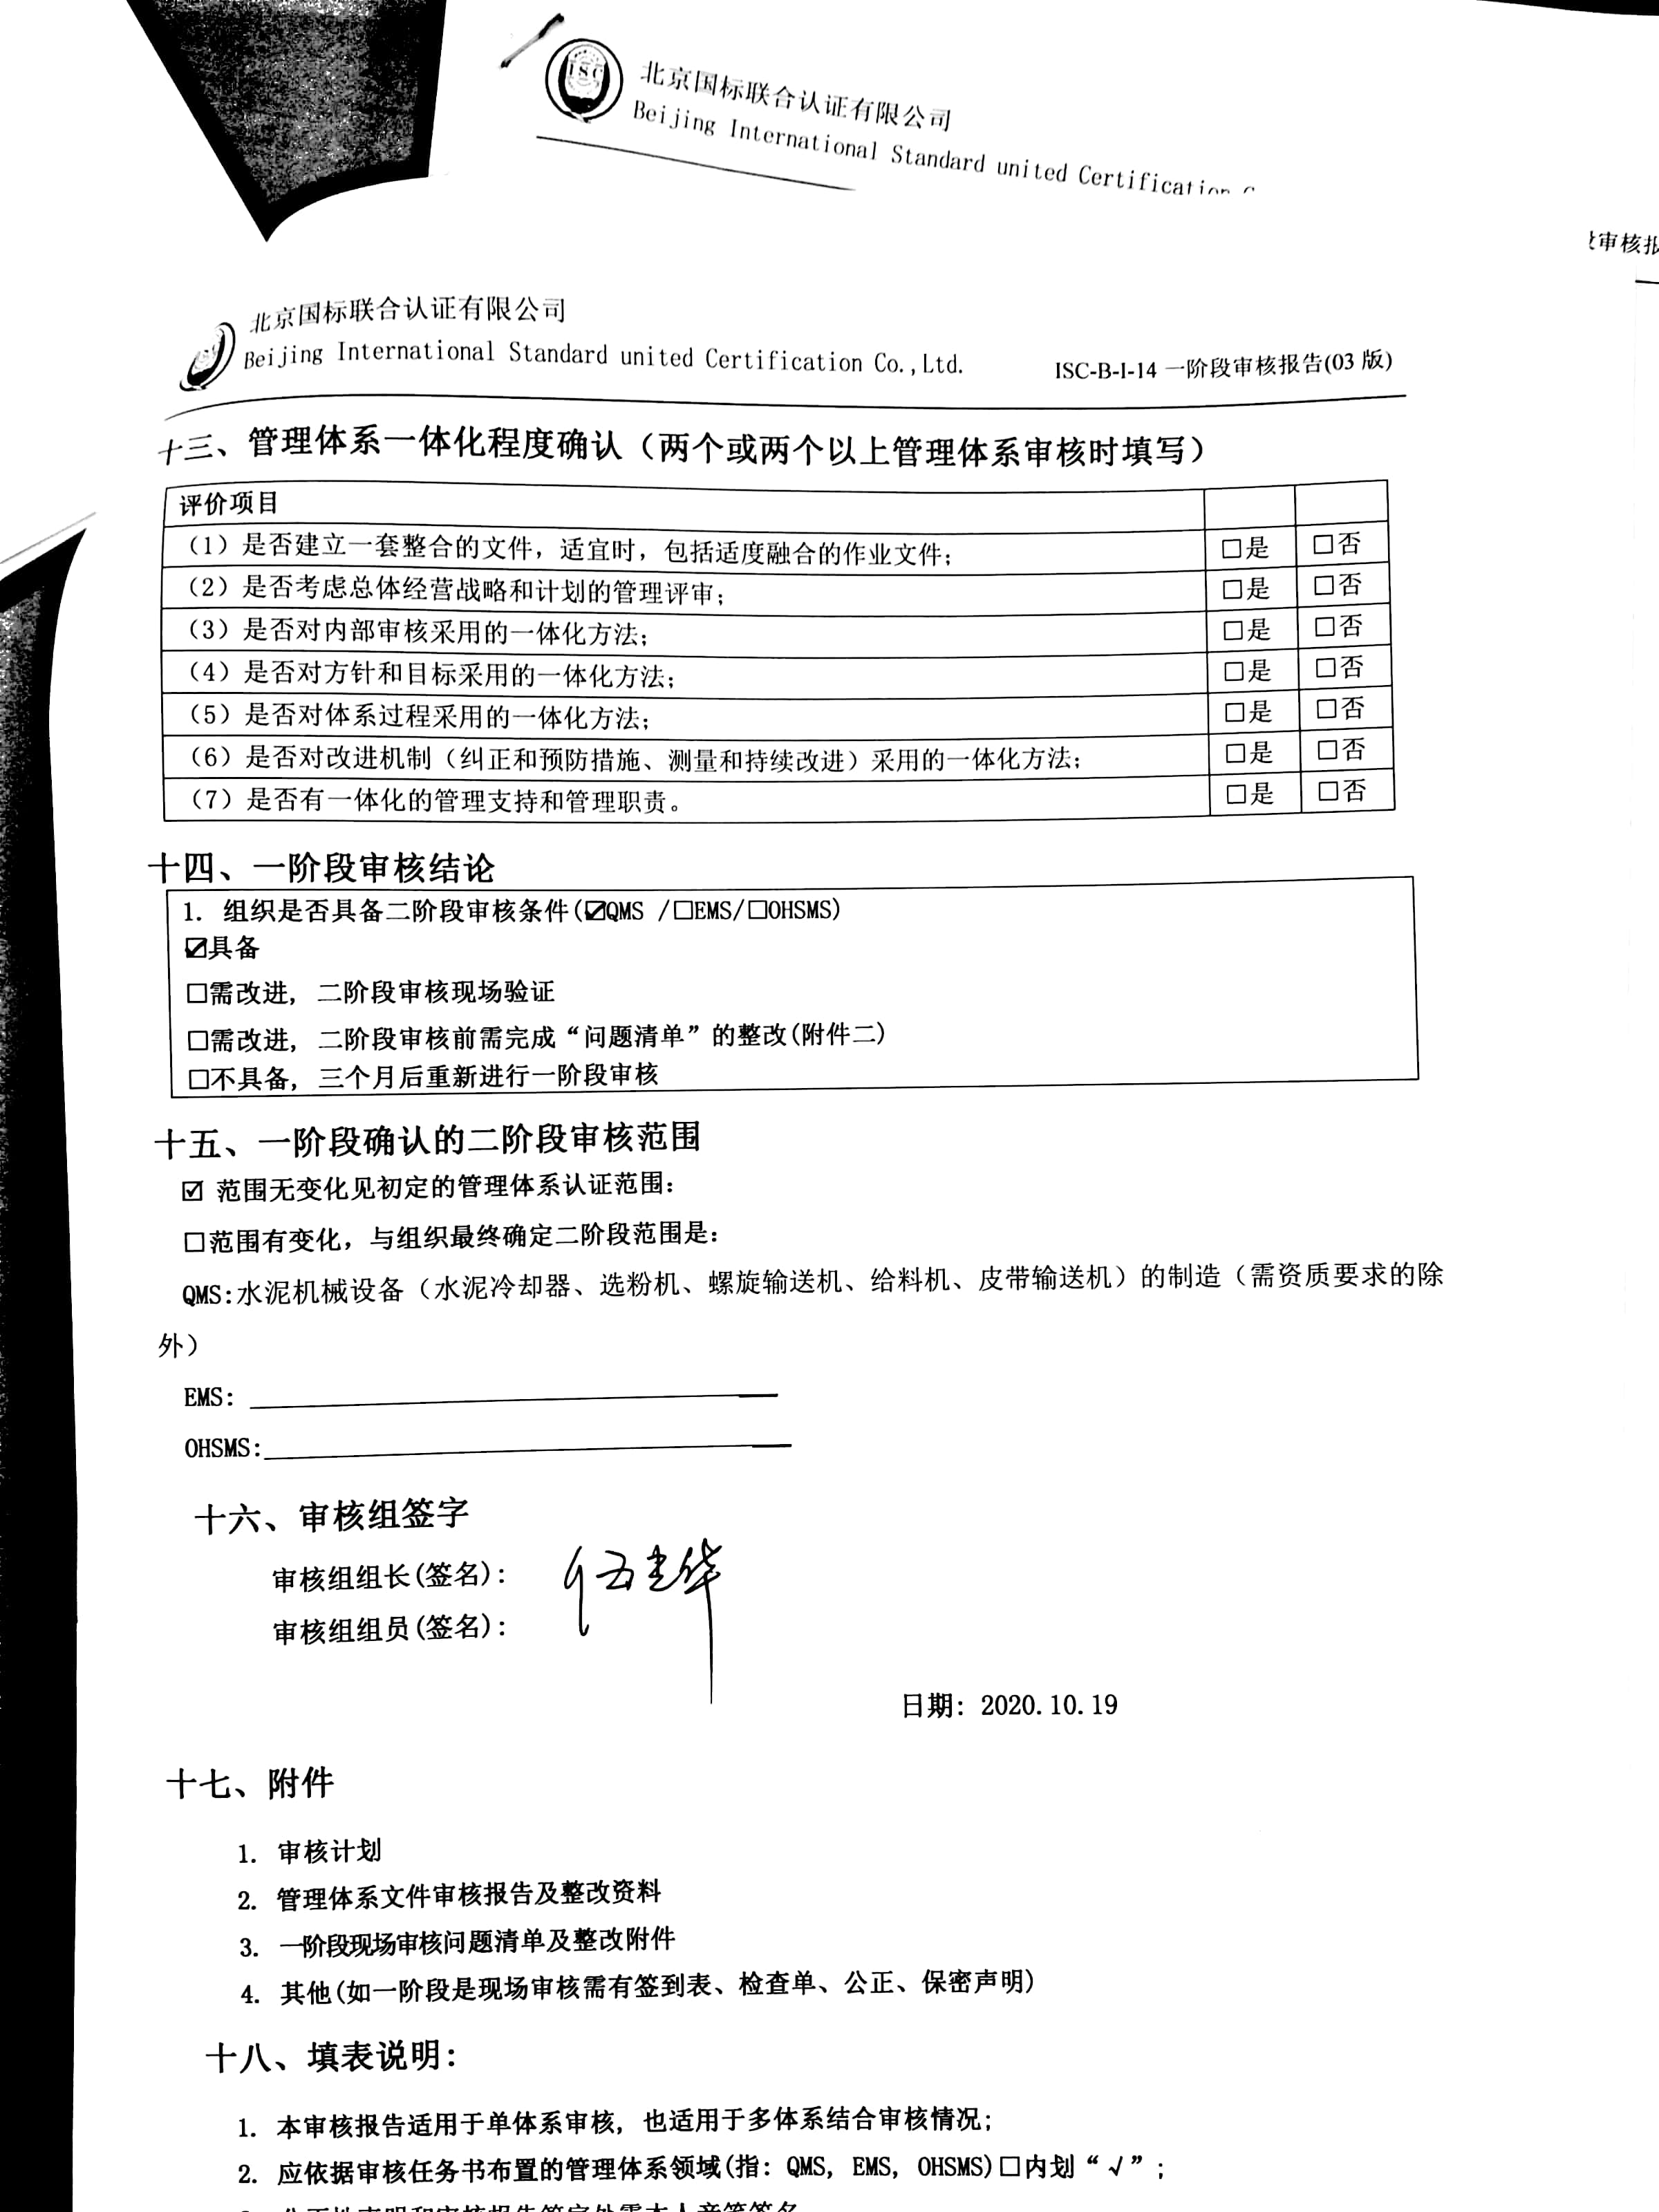 北京国标联合认证有限公司
Beijing International Standard united Certification
审核报
北京国标联合认证有限公司
Beijing International Standard united Certification Co.,Ltd.
ISC-B-I-14 一阶段审核报告(03 版)
十三、管理体系一体化程度确认（两个或两个以上管理体系审核时填写）
评价项目
（1）是否建立一套整合的文件，适宜时，包括适度融合的作业文件； □是 □否
（2）是否考虑总体经营战略和计划的管理评审； □是 □否
（3）是否对内部审核采用的一体化方法； □是 □否
（4）是否对方针和目标采用的一体化方法； □是 □否
（5）是否对体系过程采用的一体化方法； □是 □否
（6）是否对改进机制（纠正和预防措施、测量和持续改进）采用的一体化方法； □是 □否
（7）是否有一体化的管理支持和管理职责。 □是 □否
十四、一阶段审核结论
1. 组织是否具备二阶段审核条件(☑QMS /□EMS/□OHSMS)
☑具备
□需改进，二阶段审核现场验证
□需改进，二阶段审核前需完成“问题清单”的整改(附件二)
□不具备，三个月后重新进行一阶段审核
十五、一阶段确认的二阶段审核范围
☑ 范围无变化见初定的管理体系认证范围：
□范围有变化，与组织最终确定二阶段范围是：
QMS:水泥机械设备（水泥冷却器、选粉机、螺旋输送机、给料机、皮带输送机）的制造（需资质要求的除
外）
EMS:
OHSMS:
十六、审核组签字
审核组组长(签名)： 伍建华
审核组组员(签名)：
日期: 2020.10.19
十七、附件
1. 审核计划
2. 管理体系文件审核报告及整改资料
3. 一阶段现场审核问题清单及整改附件
4. 其他(如一阶段是现场审核需有签到表、检查单、公正、保密声明)
十八、填表说明：
1. 本审核报告适用于单体系审核，也适用于多体系结合审核情况；
2. 应依据审核任务书布置的管理体系领域(指: QMS, EMS, OHSMS)□内划“√”；